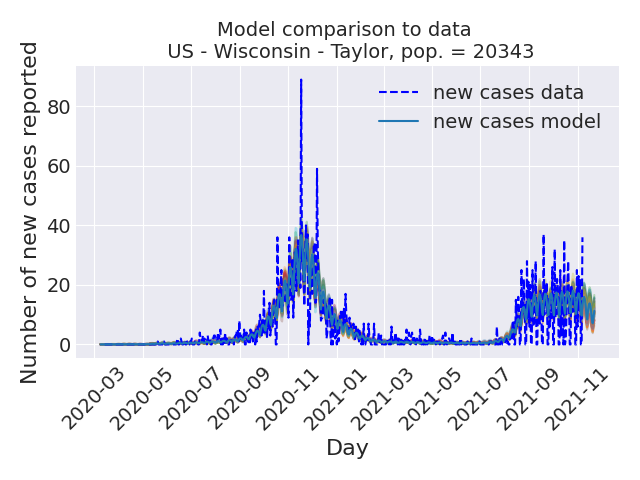 Model comparison to data
US - Wisconsin - Taylor, pop. = 20343
Number of new cases reported
80
60
40
20
0
new cases data
new cases model
2020-03
2020-05
2020-07
2020-09
2020-11
2021-01
2021-03
2021-05
2021-07
2021-09
2021-11
Day